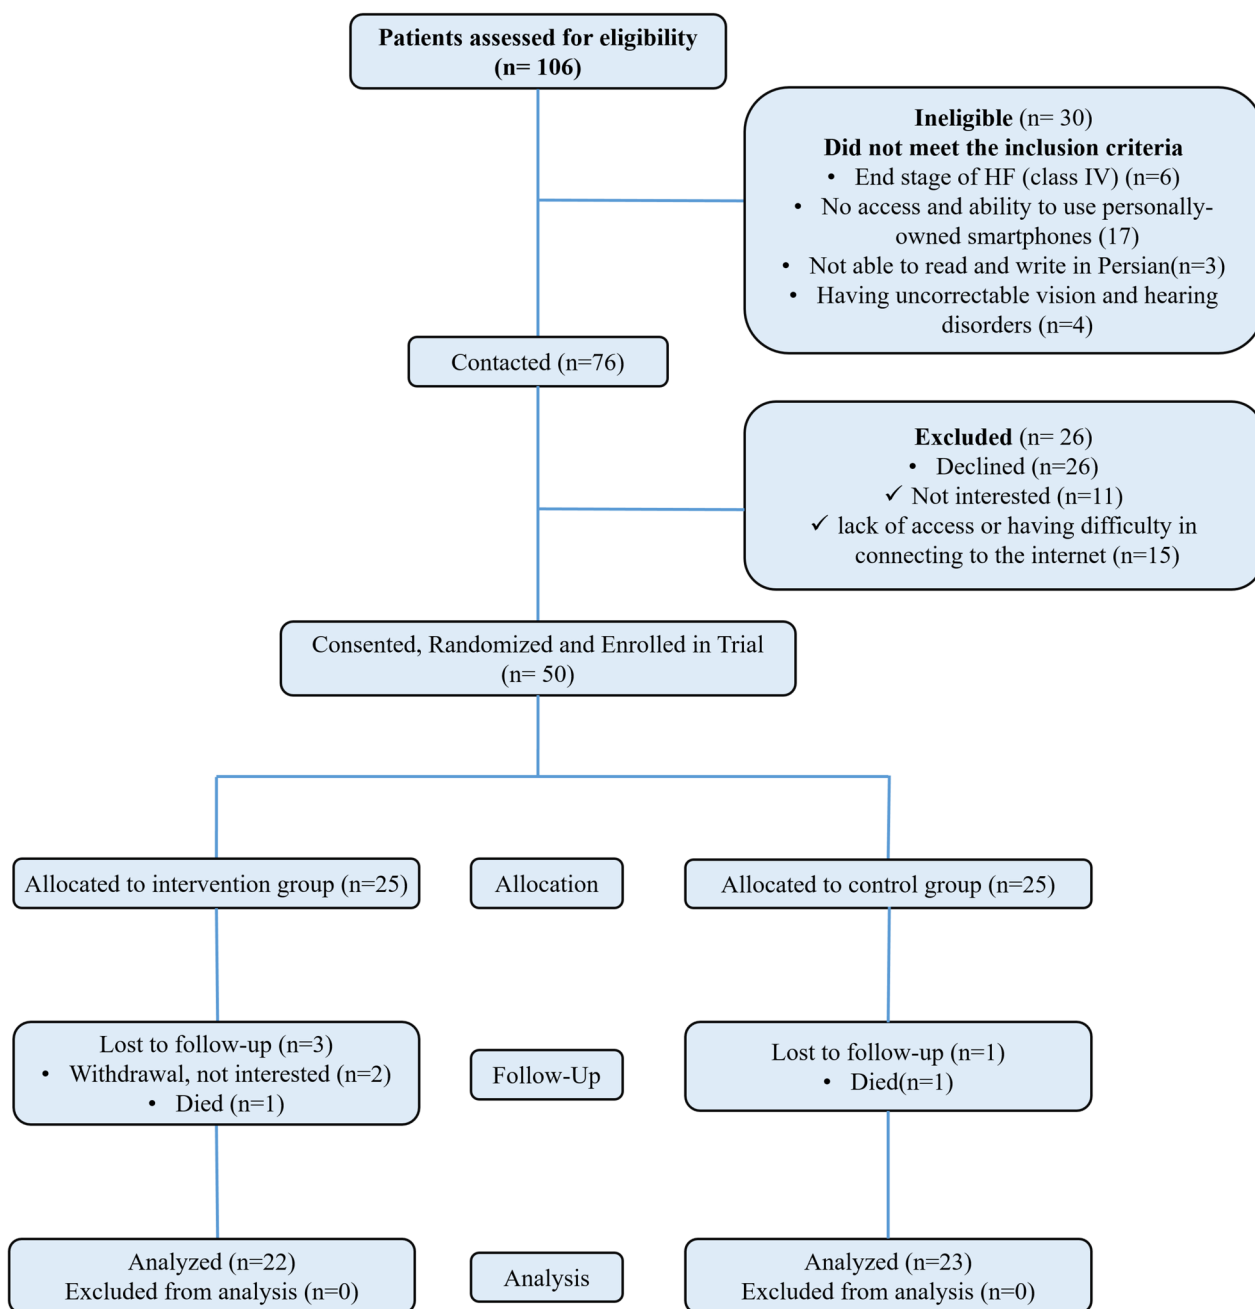 Patients assessed for eligibility
(n= 106)
Ineligible (n= 30)
Did not meet the inclusion criteria
• End stage of HF (class IV) (n=6)
• No access and ability to use personally-
owned smartphones (17)
• Not able to read and write in Persian(n=3)
• Having uncorrectable vision and hearing
disorders (n=4)
Contacted (n=76)
Excluded (n= 26)
• Declined (n=26)
✓ Not interested (n=11)
✓ lack of access or having difficulty in
connecting to the internet (n=15)
Consented, Randomized and Enrolled in Trial
(n= 50)
Allocated to intervention group (n=25)
Allocation
Allocated to control group (n=25)
Lost to follow-up (n=3)
• Withdrawal, not interested (n=2)
• Died (n=1)
Follow-Up
Lost to follow-up (n=1)
• Died(n=1)
Analyzed (n=22)
Excluded from analysis (n=0)
Analysis
Analyzed (n=23)
Excluded from analysis (n=0)